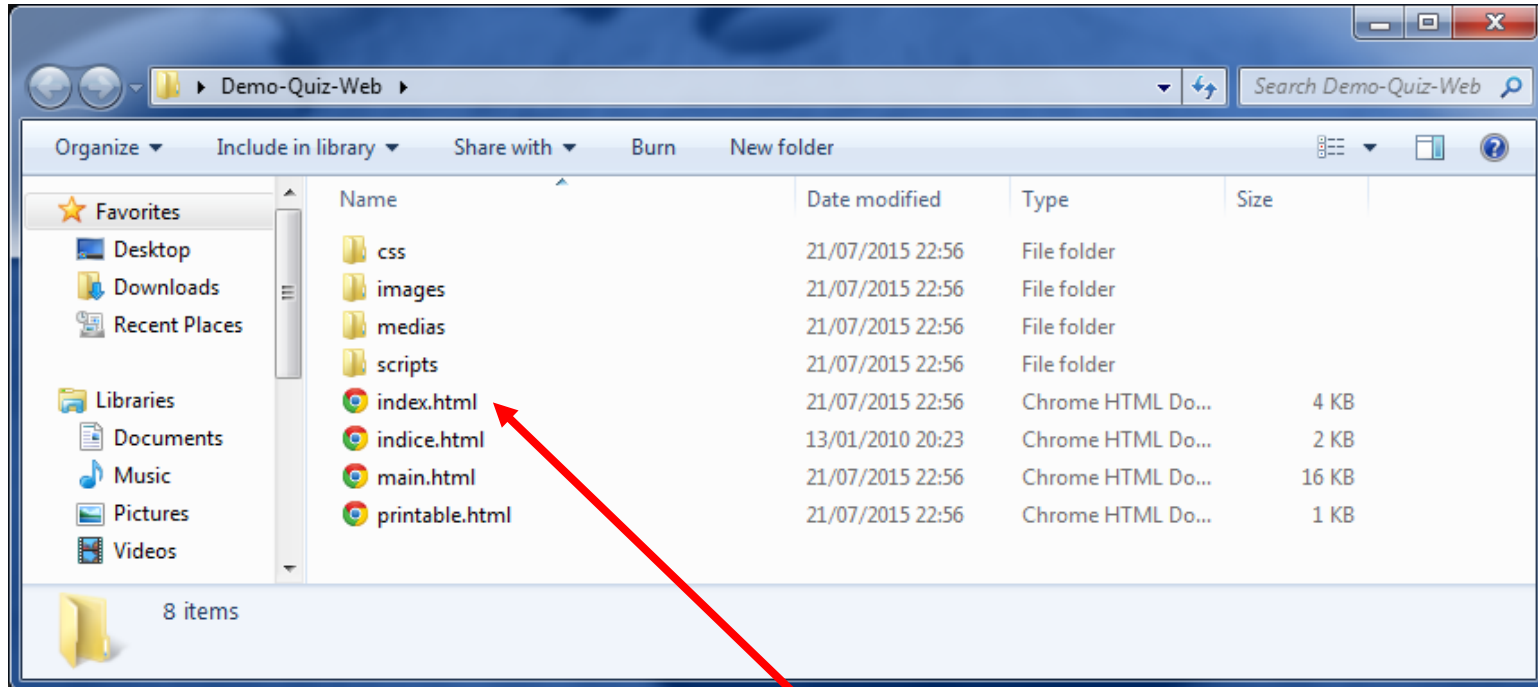 Demo-Quiz-Web
Search Demo-Quiz-Web
Organize Include in library Share with Burn New folder
Favorites
Desktop
Downloads
Recent Places
Libraries
Documents
Music
Pictures
Videos
Name Date modified Type Size
css 21/07/2015 22:56 File folder
images 21/07/2015 22:56 File folder
medias 21/07/2015 22:56 File folder
scripts 21/07/2015 22:56 File folder
index.html 21/07/2015 22:56 Chrome HTML Do... 4 KB
indice.html 13/01/2010 20:23 Chrome HTML Do... 2 KB
main.html 21/07/2015 22:56 Chrome HTML Do... 16 KB
printable.html 21/07/2015 22:56 Chrome HTML Do... 1 KB
8 items